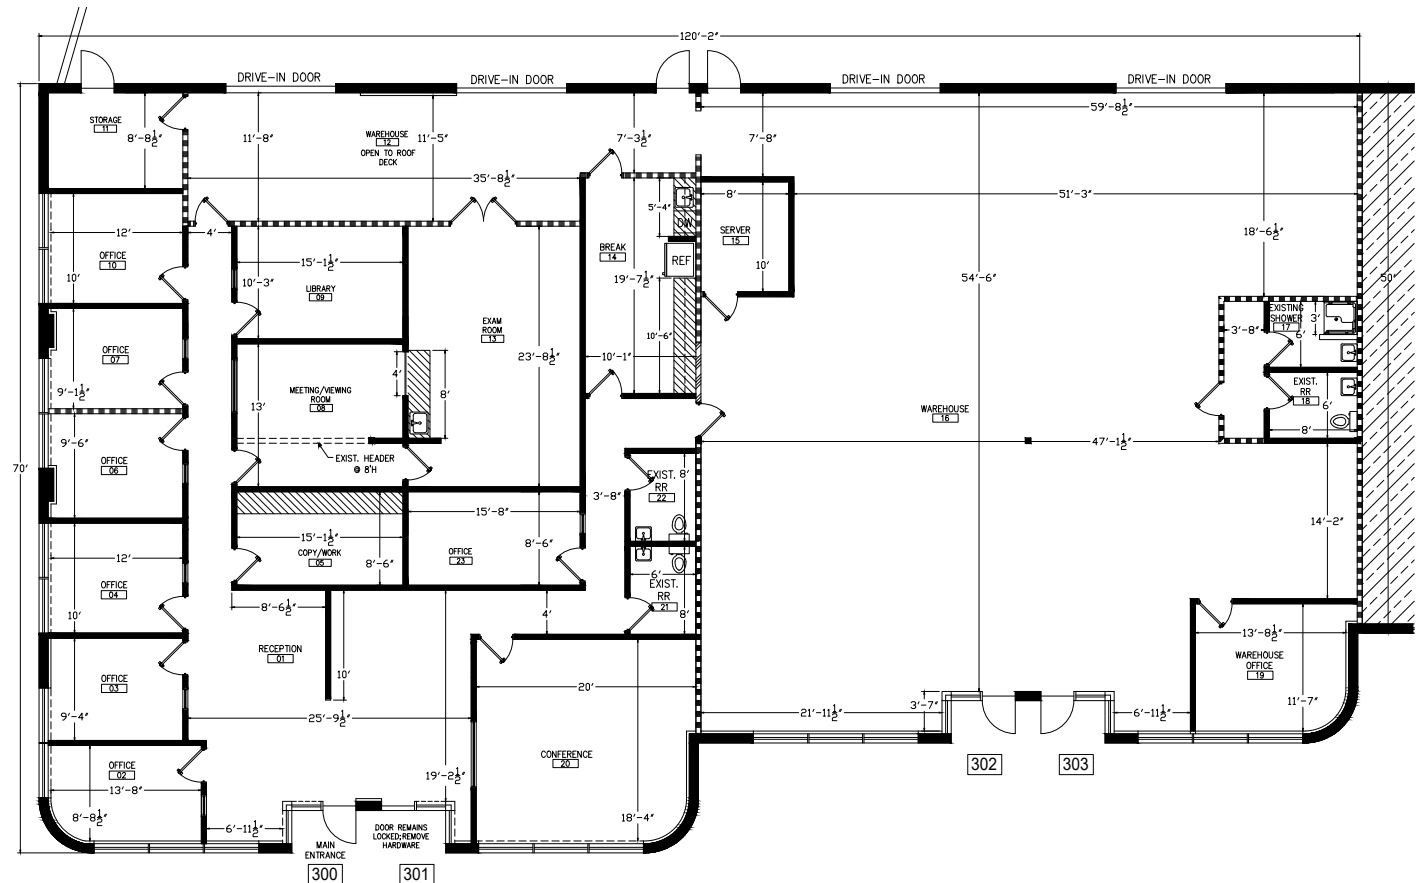 120'-2"
DRIVE-IN DOOR
DRIVE-IN DOOR
DRIVE-IN DOOR
DRIVE-IN DOOR
59'-8½"
STORAGE
11
8'-8½"
11'-8"
WAREHOUSE
12
OPEN TO ROOF
DECK
11'-5"
7'-3½"
7'-8"
35'-8½"
8'
51'-3"
5'-4"
DW
12'
4'
OFFICE
10
10'
15'-1½"
10'-3"
LIBRARY
09
BREAK
14
19'-7½"
REF
SERVER
15
10'
18'-6½"
54'-6"
50'
EXISTING
SHOWER
17
3'
3'-8"
6'
EXAM
ROOM
13
23'-8½"
10'-6"
10'-1"
OFFICE
07
9'-1½"
4'
8'
MEETING/VIEWING
ROOM
08
13'
EXIST.
RR
18
6'
8'
WAREHOUSE
16
47'-1½"
9'-6"
OFFICE
06
EXIST. HEADER
@ 8'H
70'
EXIST.
RR
22
8'
3'-8"
15'-1½"
COPY/WORK
05
8'-6"
15'-8"
OFFICE
23
8'-6"
14'-2"
12'
OFFICE
04
10'
6'
EXIST.
RR
21
8'
8'-6½"
4'
RECEPTION
01
10'
13'-8½"
WAREHOUSE
OFFICE
19
11'-7"
OFFICE
03
9'-4"
20'
25'-9½"
21'-11½"
3'-7"
6'-11½"
CONFERENCE
20
302
303
OFFICE
02
13'-8"
8'-8½"
19'-2½"
18'-4"
6'-11½"
MAIN
ENTRANCE
300
DOOR REMAINS
LOCKED;REMOVE
HARDWARE
301